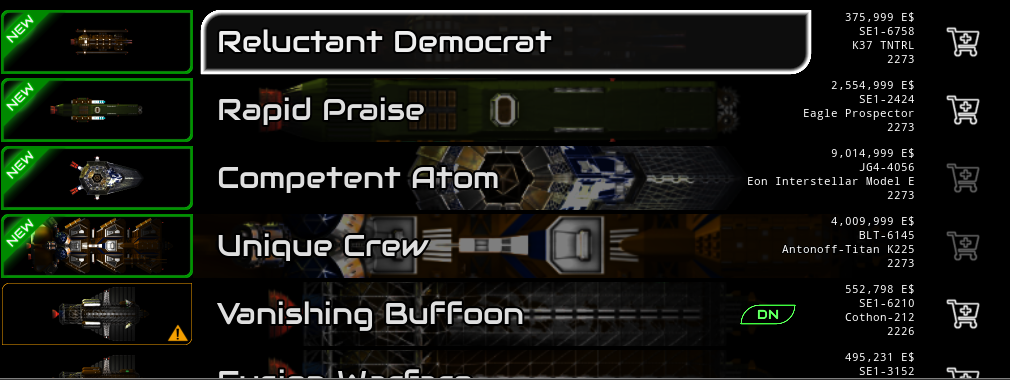 NEW
Reluctant Democrat
375,999 E$
SE1-6758
K37 TNTRL
2273
NEW
Rapid Praise
2,554,999 E$
SE1-2424
Eagle Prospector
2273
NEW
Competent Atom
9,014,999 E$
JG4-4056
Eon Interstellar Model E
2273
NEW
Unique Crew
4,009,999 E$
BLT-6145
Antonoff-Titan K225
2273
Vanishing Buffoon
DN
552,798 E$
SE1-6210
Cothon-212
2226
495,231 E$
SE1-3152